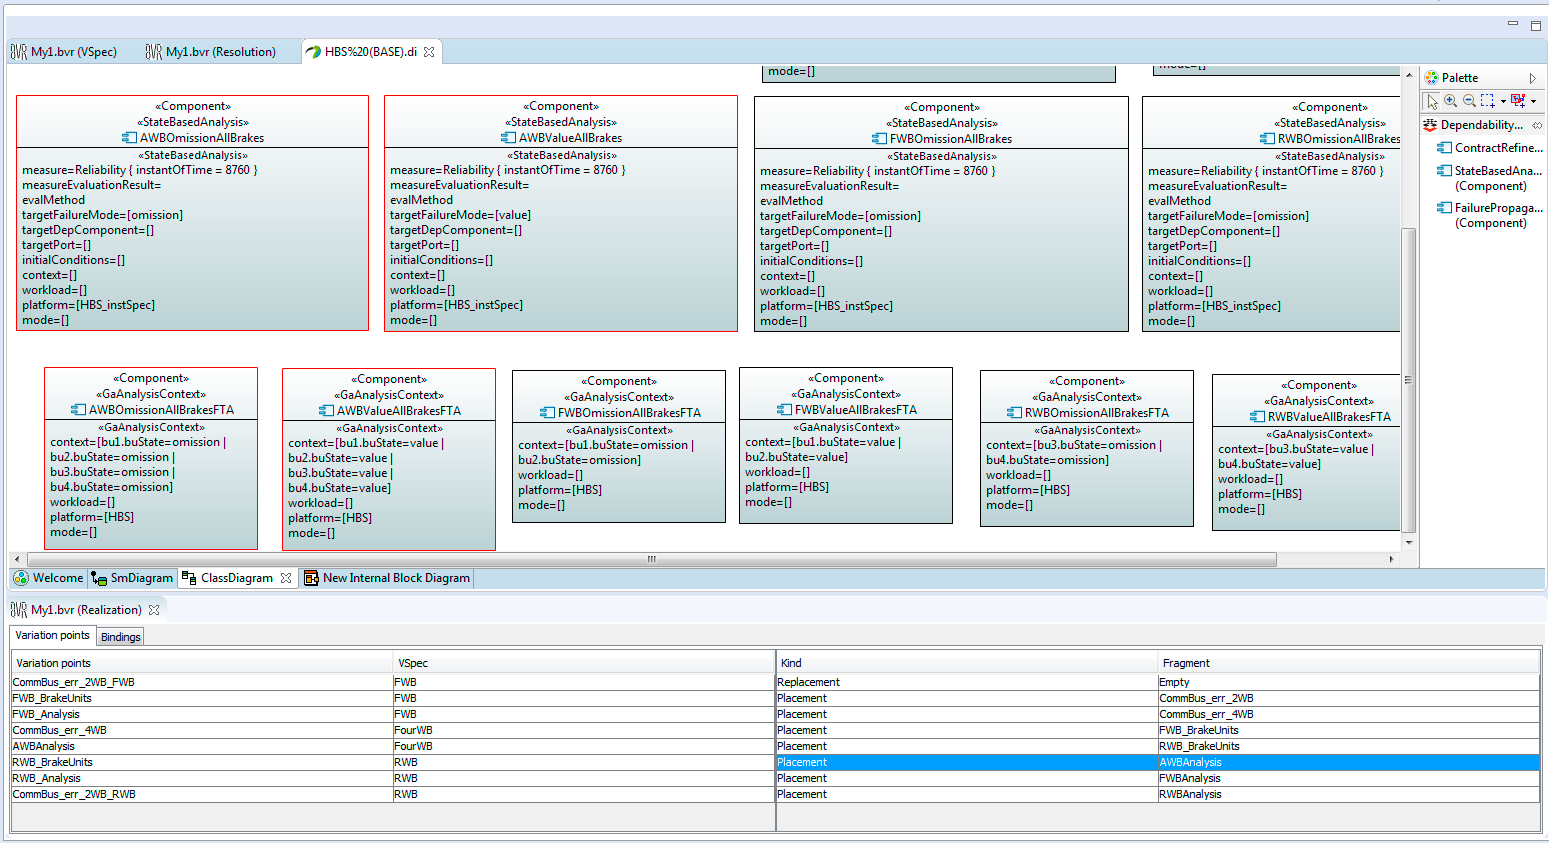 My1.bvr (VSpec)
My1.bvr (Resolution)
HBS%20(BASE).di
mode=[]
mode=[]
«Component»
«StateBasedAnalysis»
AWBOmissionAllBrakes
«StateBasedAnalysis»
measure=Reliability { instantOfTime = 8760 }
measureEvaluationResult=
evalMethod
targetFailureMode=[omission]
targetDepComponent=[]
targetPort=[]
initialConditions=[]
context=[]
workload=[]
platform=[HBS_instSpec]
mode=[]
«Component»
«StateBasedAnalysis»
AWBValueAllBrakes
«StateBasedAnalysis»
measure=Reliability { instantOfTime = 8760 }
measureEvaluationResult=
evalMethod
targetFailureMode=[value]
targetDepComponent=[]
targetPort=[]
initialConditions=[]
context=[]
workload=[]
platform=[HBS_instSpec]
mode=[]
«Component»
«StateBasedAnalysis»
FWBOmissionAllBrakes
«StateBasedAnalysis»
measure=Reliability { instantOfTime = 8760 }
measureEvaluationResult=
evalMethod
targetFailureMode=[omission]
targetDepComponent=[]
targetPort=[]
initialConditions=[]
context=[]
workload=[]
platform=[HBS_instSpec]
mode=[]
«Component»
«StateBasedAnalysis»
RWBOmissionAllBrakes
«StateBasedAnalysis»
measure=Reliability { instantOfTime = 8760 }
measureEvaluationResult=
evalMethod
targetFailureMode=[omission]
targetDepComponent=[]
targetPort=[]
initialConditions=[]
context=[]
workload=[]
platform=[HBS_instSpec]
mode=[]
«Component»
«GaAnalysisContext»
AWBOmissionAllBrakesFTA
«GaAnalysisContext»
context=[bu1.buState=omission |
bu2.buState=omission |
bu3.buState=omission |
bu4.buState=omission]
workload=[]
platform=[HBS]
mode=[]
«Component»
«GaAnalysisContext»
AWBValueAllBrakesFTA
«GaAnalysisContext»
context=[bu1.buState=value |
bu2.buState=value |
bu3.buState=value |
bu4.buState=value]
workload=[]
platform=[HBS]
mode=[]
«Component»
«GaAnalysisContext»
FWBOmissionAllBrakesFTA
«GaAnalysisContext»
context=[bu1.buState=omission |
bu2.buState=omission]
workload=[]
platform=[HBS]
mode=[]
«Component»
«GaAnalysisContext»
FWBValueAllBrakesFTA
«GaAnalysisContext»
context=[bu1.buState=value |
bu2.buState=value]
workload=[]
platform=[HBS]
mode=[]
«Component»
«GaAnalysisContext»
RWBOmissionAllBrakesFTA
«GaAnalysisContext»
context=[bu3.buState=omission |
bu4.buState=omission]
workload=[]
platform=[HBS]
mode=[]
«Component»
«GaAnalysisContext»
RWBValueAllBrakesFTA
«GaAnalysisContext»
context=[bu3.buState=value |
bu4.buState=value]
workload=[]
platform=[HBS]
mode=[]
Palette
Dependability...
ContractRefine...
StateBasedAna...
(Component)
FailurePropaga...
(Component)
Welcome
SmDiagram
ClassDiagram
New Internal Block Diagram
My1.bvr (Realization)
Variation points
Bindings
Variation points VSpec Kind Fragment
CommBus_err_2WB_FWB FWB Replacement Empty
FWB_BrakeUnits FWB Placement CommBus_err_2WB
FWB_Analysis FWB Placement CommBus_err_4WB
CommBus_err_4WB FourWB Placement FWB_BrakeUnits
AWBAnalysis FourWB Placement RWB_BrakeUnits
RWB_BrakeUnits RWB Placement AWBAnalysis
RWB_Analysis RWB Placement FWBAnalysis
CommBus_err_2WB_RWB RWB Placement RWBAnalysis